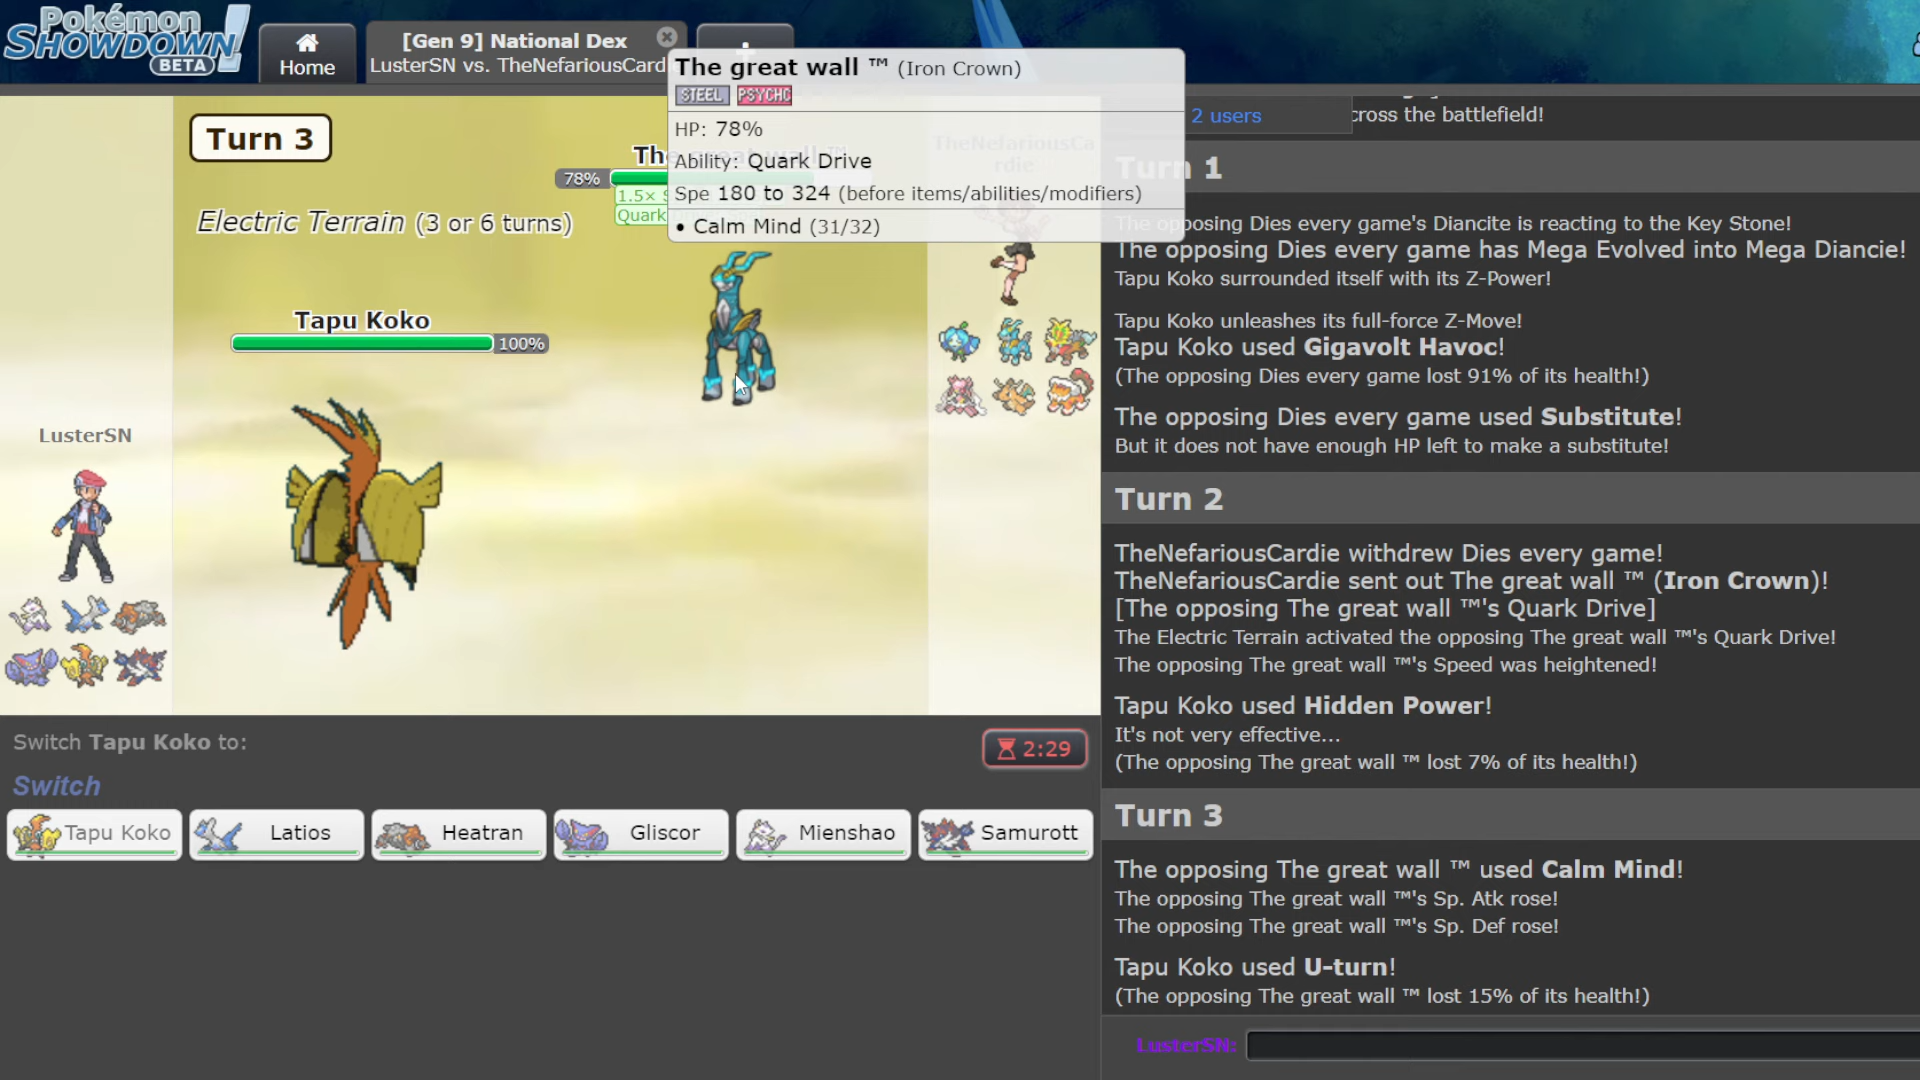 Pokémon
SHOWDOWN!
BETA
Home
[Gen 9] National Dex
LusterSN vs. TheNefariousCard
+
The great wall ™ (Iron Crown)
STEEL PSYCHC
HP: 78%
Ability: Quark Drive
Spe 180 to 324 (before items/abilities/modifiers)
• Calm Mind (31/32)
Turn 3
78%
1.5×
Quark
Electric Terrain (3 or 6 turns)
TheNefariousCa
rdie
Tapu Koko
100%
LusterSN
Switch Tapu Koko to:
2:29
Switch
Tapu Koko
Latios
Heatran
Gliscor
Mienshao
Samurott
2 users
cross the battlefield!
Turn 1
The opposing Dies every game's Diancite is reacting to the Key Stone!
The opposing Dies every game has Mega Evolved into Mega Diancie!
Tapu Koko surrounded itself with its Z-Power!
Tapu Koko unleashes its full-force Z-Move!
Tapu Koko used Gigavolt Havoc!
(The opposing Dies every game lost 91% of its health!)
The opposing Dies every game used Substitute!
But it does not have enough HP left to make a substitute!
Turn 2
TheNefariousCardie withdrew Dies every game!
TheNefariousCardie sent out The great wall ™ (Iron Crown)!
[The opposing The great wall ™'s Quark Drive]
The Electric Terrain activated the opposing The great wall ™'s Quark Drive!
The opposing The great wall ™'s Speed was heightened!
Tapu Koko used Hidden Power!
It's not very effective...
(The opposing The great wall ™ lost 7% of its health!)
Turn 3
The opposing The great wall ™ used Calm Mind!
The opposing The great wall ™'s Sp. Atk rose!
The opposing The great wall ™'s Sp. Def rose!
Tapu Koko used U-turn!
(The opposing The great wall ™ lost 15% of its health!)
LusterSN: